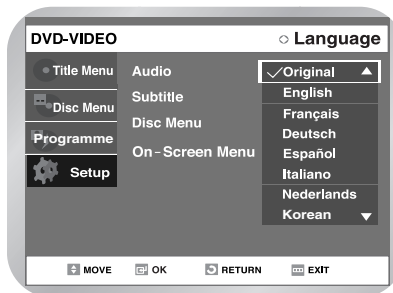 DVD-VIDEO
Language
Title Menu
Disc Menu
Programme
Setup
Audio
Subtitle
Disc Menu
On-Screen Menu
Original
English
Français
Deutsch
Español
Italiano
Nederlands
Korean
MOVE OK RETURN EXIT